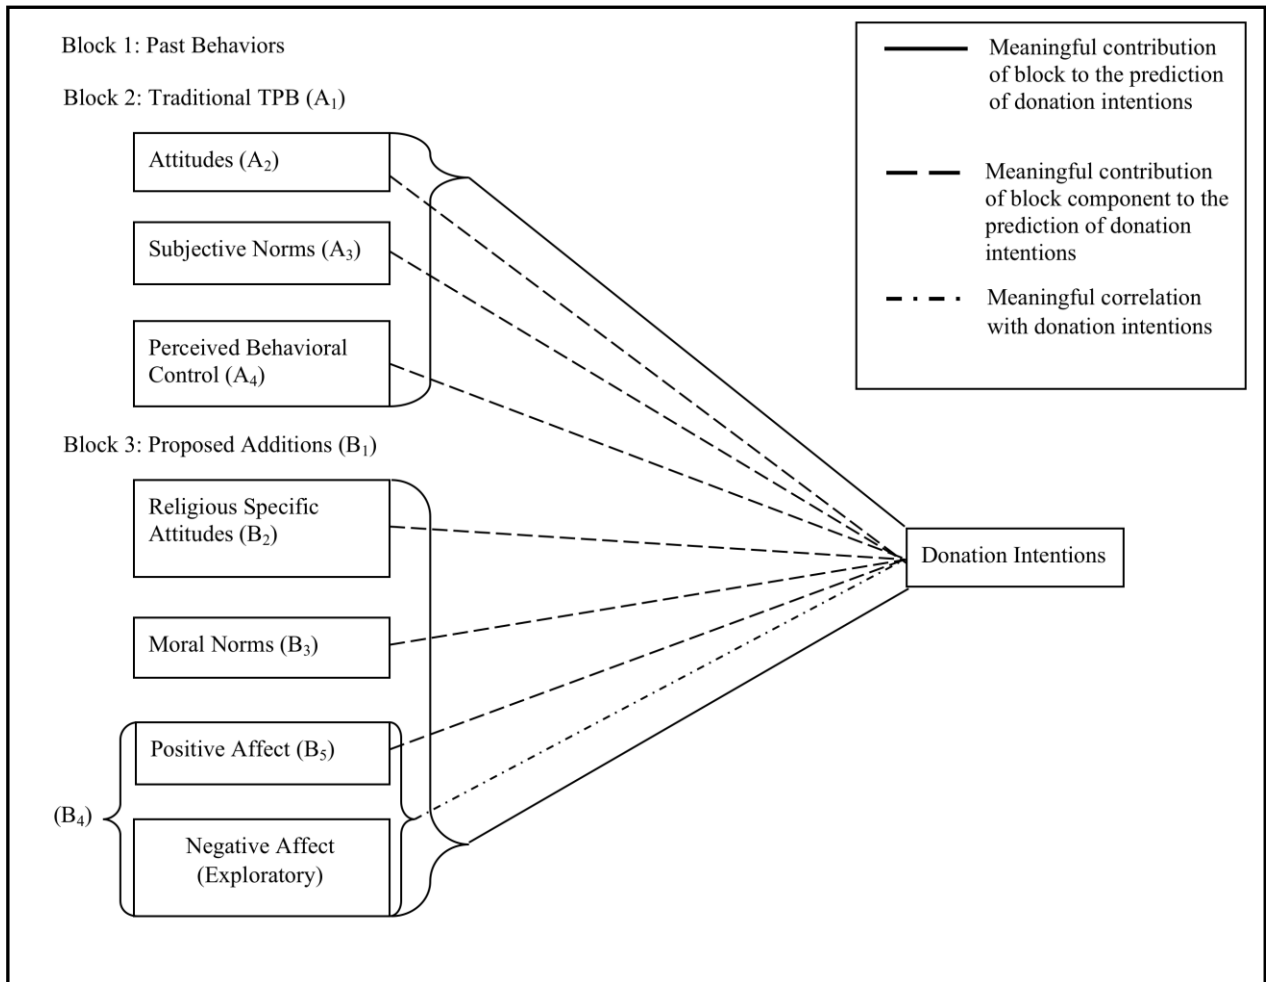 Block 1: Past Behaviors
Block 2: Traditional TPB (A₁)
Attitudes (A₂)
Subjective Norms (A₃)
Perceived Behavioral
Control (A₄)
Block 3: Proposed Additions (B₁)
Religious Specific
Attitudes (B₂)
Moral Norms (B₃)
Positive Affect (B₅)
(B₄)
Negative Affect
(Exploratory)
Donation Intentions
Meaningful contribution
of block to the prediction
of donation intentions
Meaningful contribution
of block component to the
prediction of donation
intentions
Meaningful correlation
with donation intentions